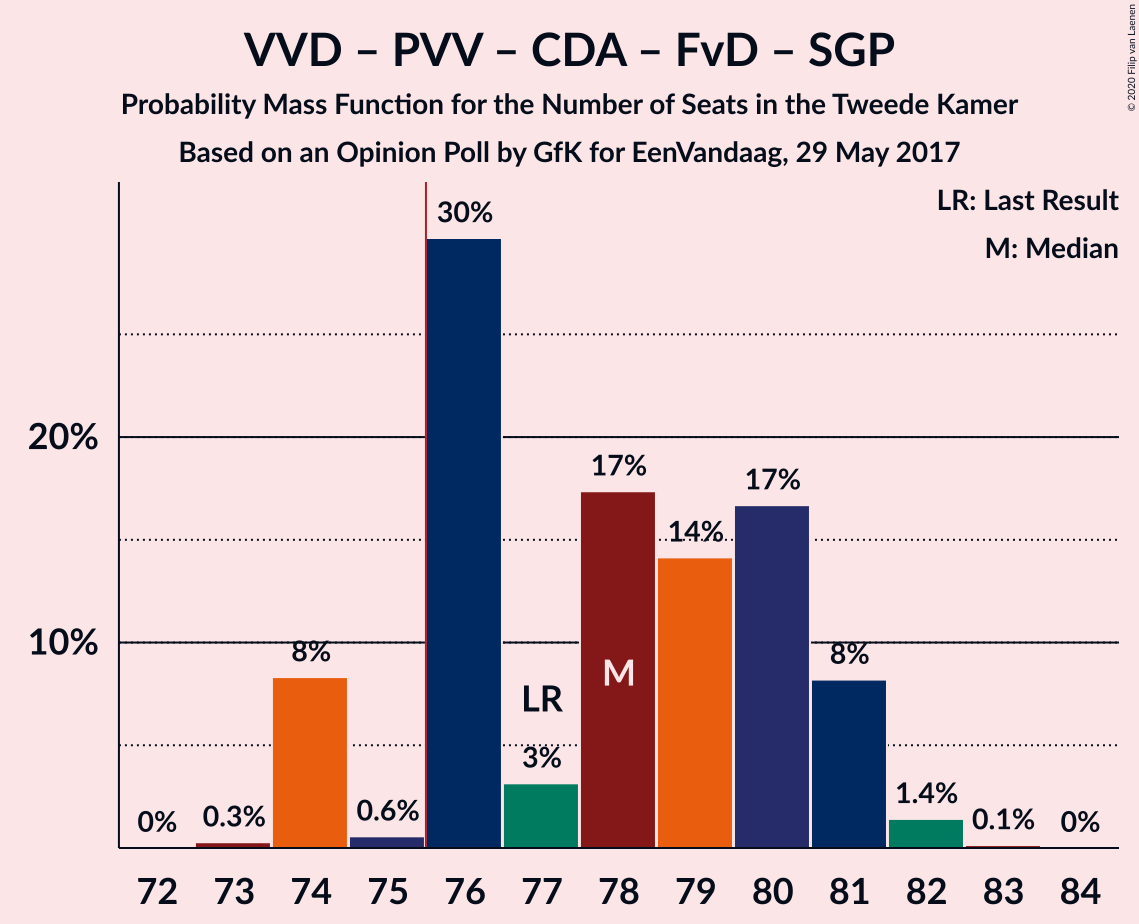 VVD – PVV – CDA – FvD – SGP
Probability Mass Function for the Number of Seats in the Tweede Kamer
Based on an Opinion Poll by GfK for EenVandaag, 29 May 2017
© 2020 Filip van Laenen
LR: Last Result
M: Median
30%
20%
17%
17%
14%
10%
8%
8%
M
LR
3%
1.4%
0.6%
0.3%
0.1%
0%
0%
72 73 74 75 76 77 78 79 80 81 82 83 84